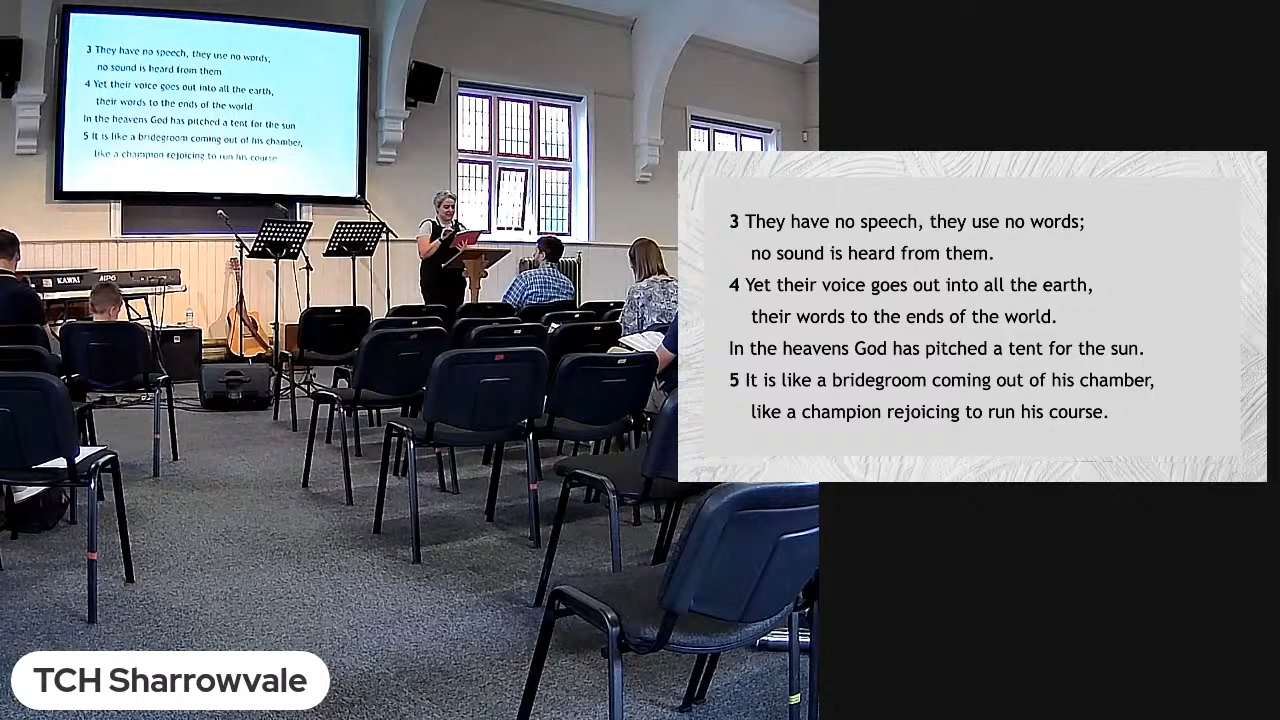 3 They have no speech, they use no words;
no sound is heard from them
4 Yet their voice goes out into all the earth,
their words to the ends of the world
In the heavens God has pitched a tent for the sun
5 It is like a bridegroom coming out of his chamber,
like a champion rejoicing to run his course
3 They have no speech, they use no words;
no sound is heard from them.
4 Yet their voice goes out into all the earth,
their words to the ends of the world.
In the heavens God has pitched a tent for the sun.
5 It is like a bridegroom coming out of his chamber,
like a champion rejoicing to run his course.
KAWAI MP6
TCH Sharrowvale